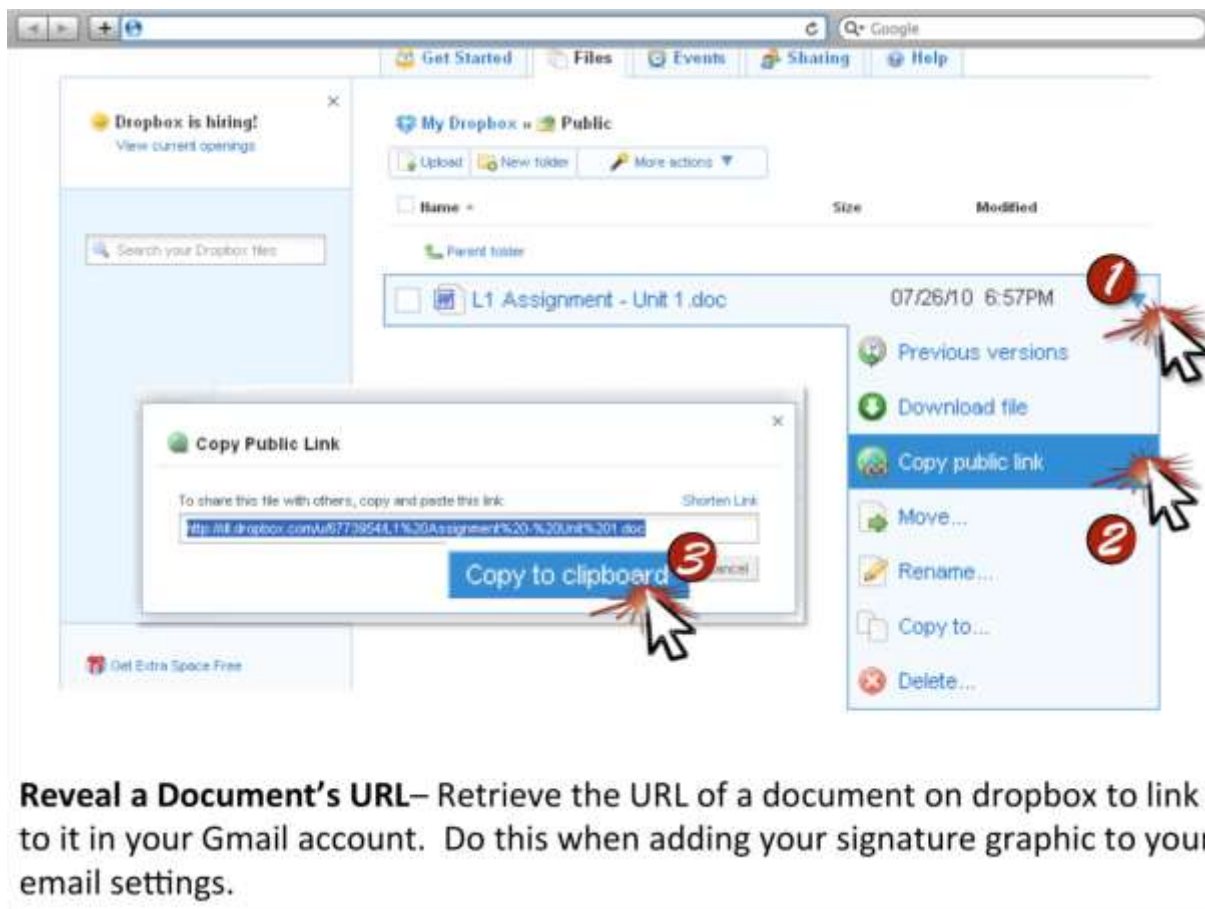 Google
Get Started Files Events Sharing Help
Dropbox is hiring!
View current openings
My Dropbox » Public
Upload New folder More actions ▼
Name Size Modified
Search your Dropbox files
Parent folder
L1 Assignment - Unit 1.doc 07/26/10 6:57PM
1
Previous versions
Download file
Copy public link
2
Move...
Rename...
Copy to...
Delete...
Copy Public Link
To share this file with others, copy and paste this link:
Shorten Link
Copy to clipboard
3
Get Extra Space Free
Reveal a Document's URL– Retrieve the URL of a document on dropbox to link
to it in your Gmail account. Do this when adding your signature graphic to your
email settings.